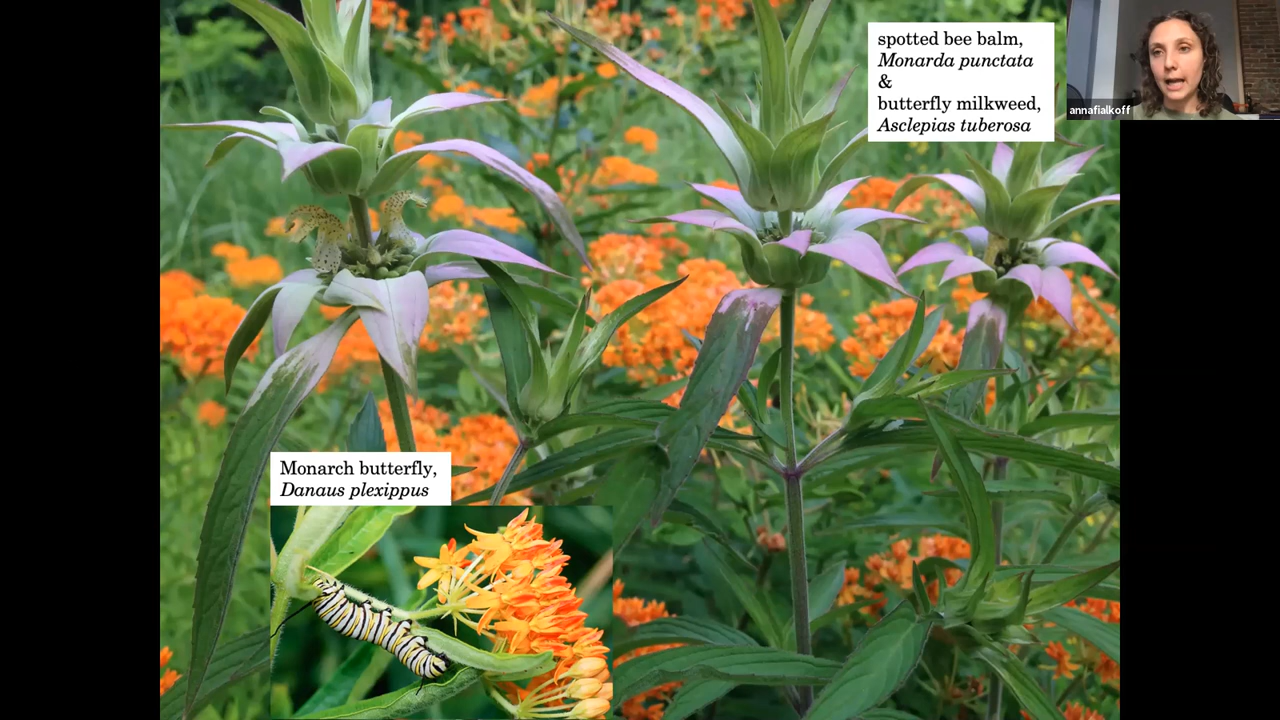 spotted bee balm,
Monarda punctata
&
butterfly milkweed,
Asclepias tuberosa
annafialkoff
Monarch butterfly,
Danaus plexippus